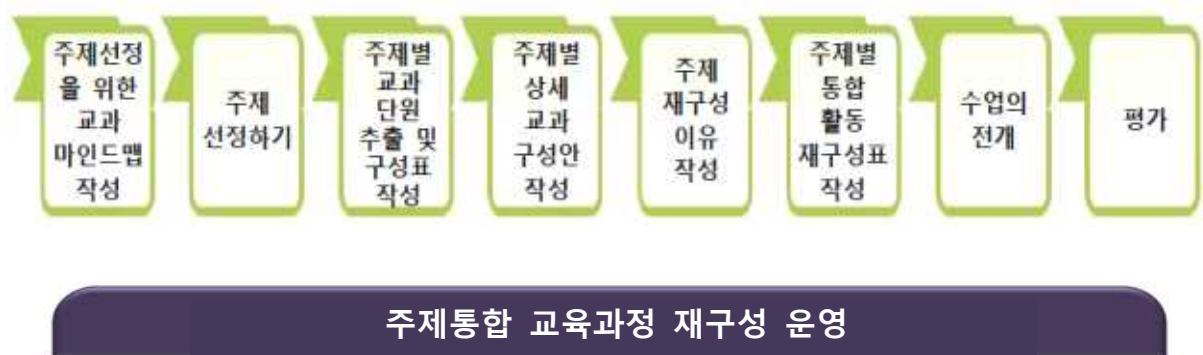 주제선정
을 위한
교과
마인드맵
작성
주제
선정하기
주제별
교과
단원
추출 및
구성표
작성
주제별
상세
교과
구성안
작성
주제
재구성
이유
작성
주제별
통합
활동
재구성표
작성
수업의
전개
평가
주제통합 교육과정 재구성 운영